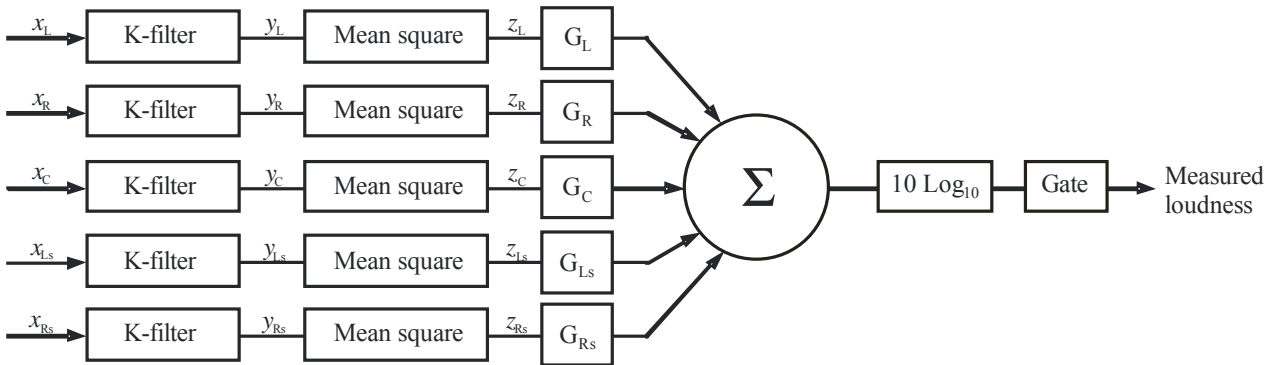 x_L K-filter y_L Mean square z_L G_L
x_R K-filter y_R Mean square z_R G_R
x_C K-filter y_C Mean square z_C G_C
Σ 10 Log_10 Gate Measured
loudness
x_Ls K-filter y_Ls Mean square z_Ls G_Ls
x_Rs K-filter y_Rs Mean square z_Rs G_Rs